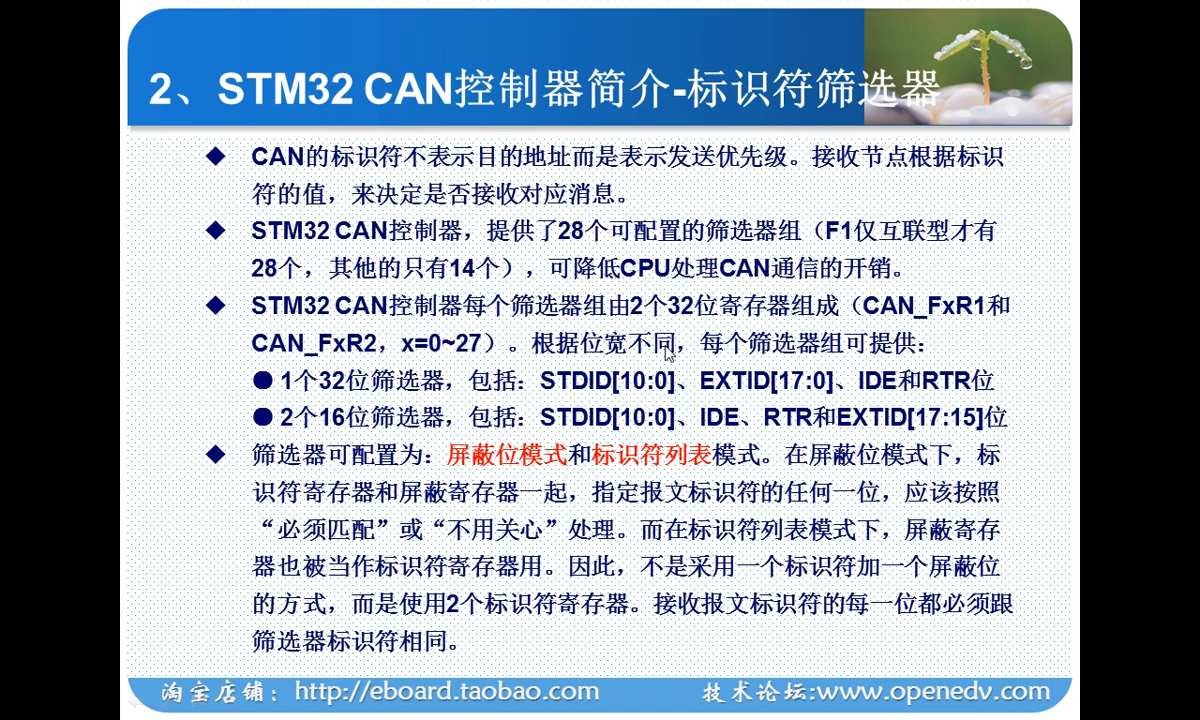 2、STM32 CAN控制器简介-标识符筛选器
◆ CAN的标识符不表示目的地址而是表示发送优先级。接收节点根据标识
符的值，来决定是否接收对应消息。
◆ STM32 CAN控制器，提供了28个可配置的筛选器组（F1仅互联型才有
28个，其他的只有14个），可降低CPU处理CAN通信的开销。
◆ STM32 CAN控制器每个筛选器组由2个32位寄存器组成（CAN_FxR1和
CAN_FxR2，x=0~27）。根据位宽不同，每个筛选器组可提供：
● 1个32位筛选器，包括：STDID[10:0]、EXTID[17:0]、IDE和RTR位
● 2个16位筛选器，包括：STDID[10:0]、IDE、RTR和EXTID[17:15]位
◆ 筛选器可配置为：屏蔽位模式和标识符列表模式。在屏蔽位模式下，标
识符寄存器和屏蔽寄存器一起，指定报文标识符的任何一位，应该按照
“必须匹配”或“不用关心”处理。而在标识符列表模式下，屏蔽寄存
器也被当作标识符寄存器用。因此，不是采用一个标识符加一个屏蔽位
的方式，而是使用2个标识符寄存器。接收报文标识符的每一位都必须跟
筛选器标识符相同。
淘宝店铺：http://eboard.taobao.com 技术论坛:www.openedv.com